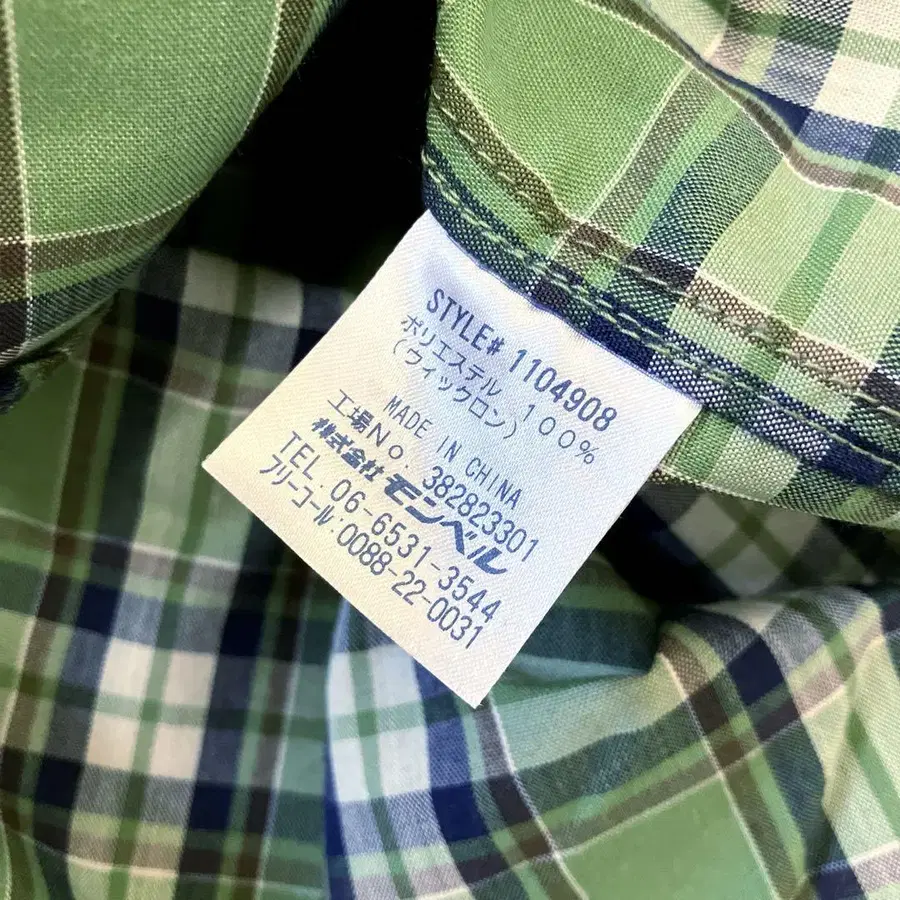 STYLE# 1104908
ポリエステル 100%
(ウイックロン)
MADE IN CHINA
工場No. 382823301
株式会社 モンベル
TEL. 06-6531-3544
フリーコール:0088-22-0031